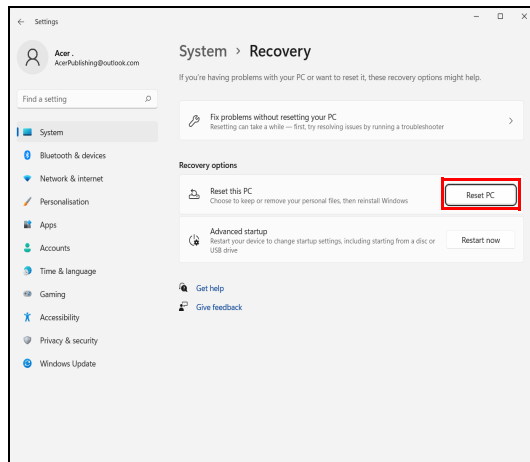 Settings
Acer .
AcerPublishing@outlook.com
Find a setting
System
Bluetooth & devices
Network & internet
Personalisation
Apps
Accounts
Time & language
Gaming
Accessibility
Privacy & security
Windows Update
System > Recovery
If you're having problems with your PC or want to reset it, these recovery options might help.
Fix problems without resetting your PC
Resetting can take a while — first, try resolving issues by running a troubleshooter
Recovery options
Reset this PC
Choose to keep or remove your personal files, then reinstall Windows
Reset PC
Advanced startup
Restart your device to change startup settings, including starting from a disc or
USB drive
Restart now
Get help
Give feedback